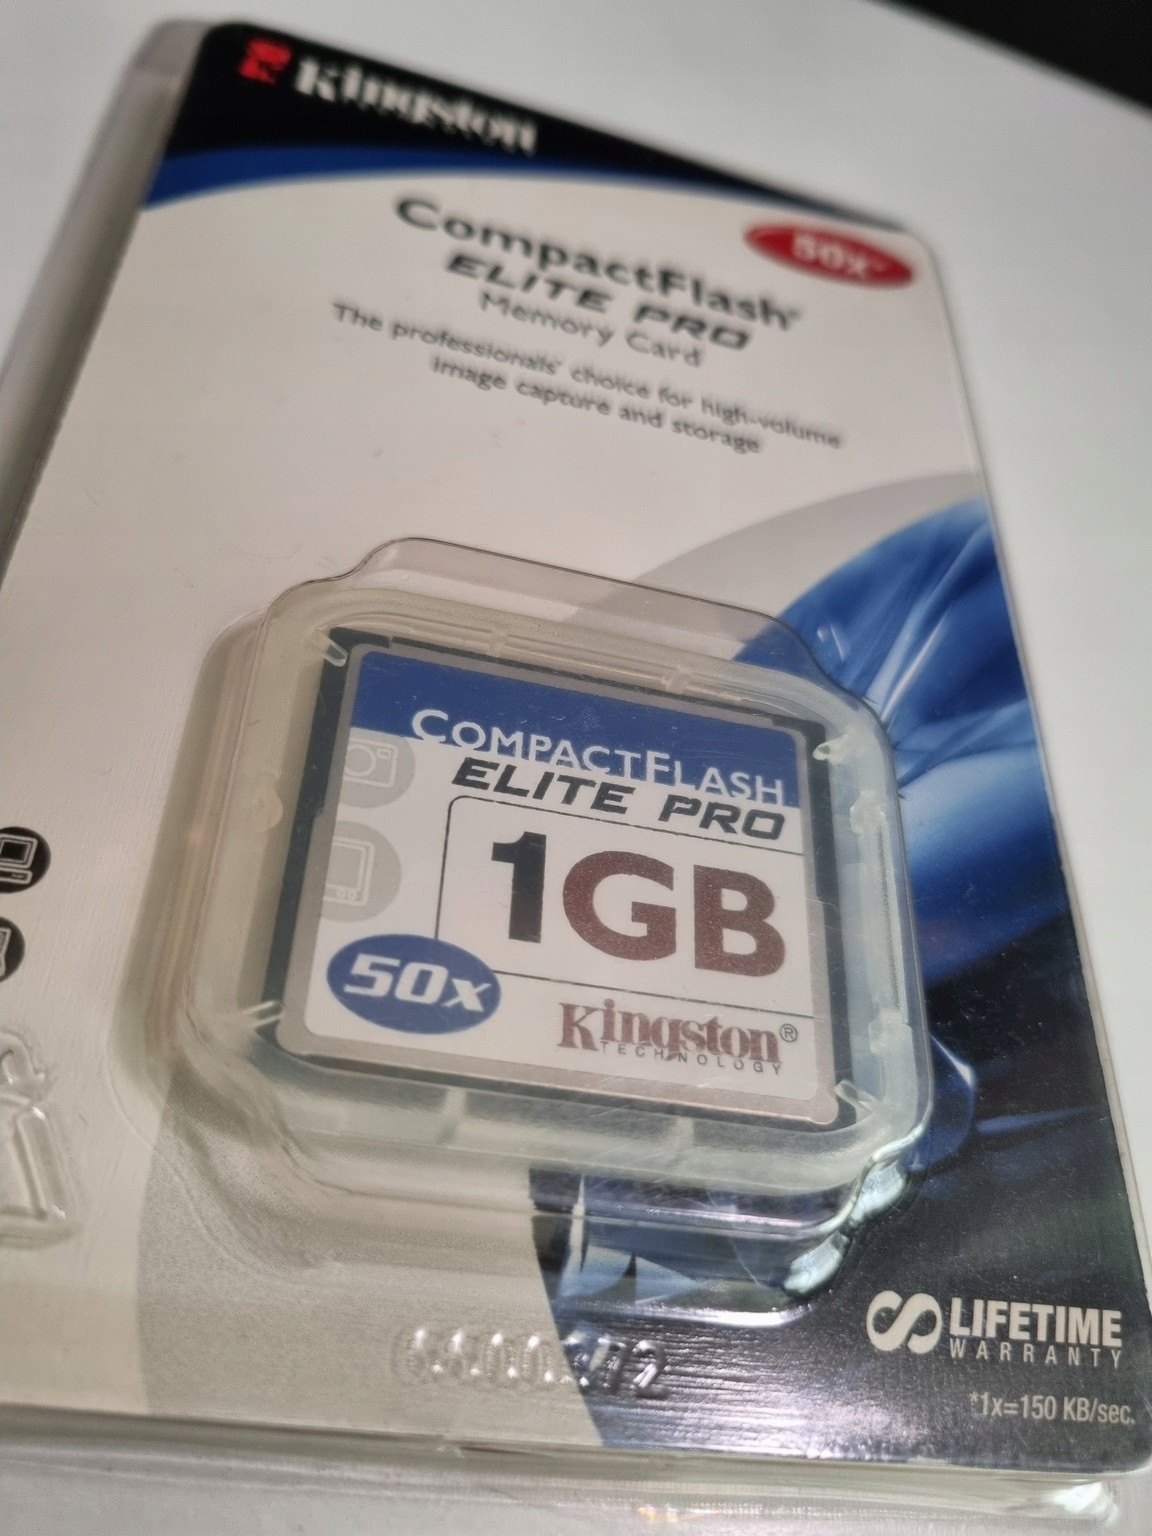 Kingston
50x*
CompactFlash®
ELITE PRO
Memory Card
The professionals' choice for high-volume
image capture and storage
COMPACTFLASH
ELITE PRO
1GB
50x
Kingston®
TECHNOLOGY
LIFETIME
WARRANTY
*1x=150 KB/sec.